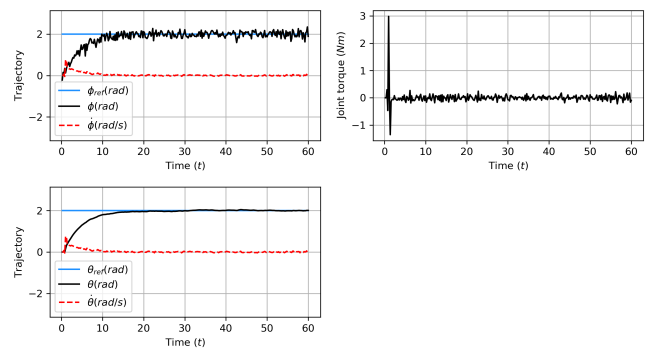 2
0
−2
Trajectory
ϕ_ref(rad)
ϕ(rad)
ϕ̇(rad/s)
0 10 20 30 40 50 60
Time (t)
3
2
1
0
−1
Joint torque (Nm)
0 10 20 30 40 50 60
Time (t)
2
0
−2
Trajectory
θ_ref(rad)
θ(rad)
θ̇(rad/s)
0 10 20 30 40 50 60
Time (t)